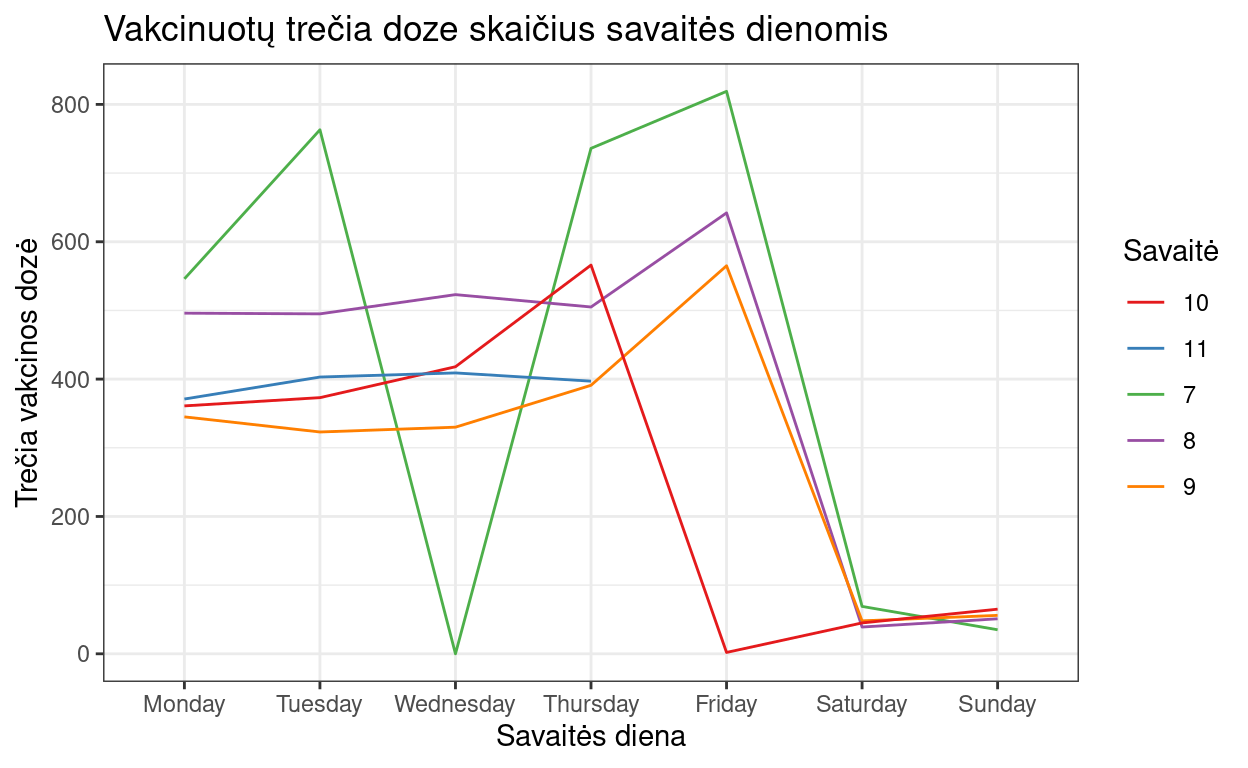 Vakcinuotų trečia doze skaičius savaitės dienomis
Trečia vakcinos dozė
800
600
400
200
0
Monday Tuesday Wednesday Thursday Friday Saturday Sunday
Savaitės diena
Savaitė
10
11
7
8
9